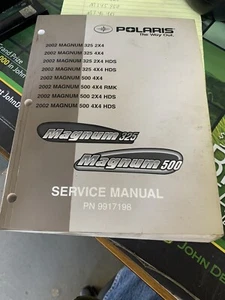 POLARIS
The Way Out.
2002 MAGNUM 325 2X4
2002 MAGNUM 325 4X4
2002 MAGNUM 325 2X4 HDS
2002 MAGNUM 325 4X4 HDS
2002 MAGNUM 500 4X4
2002 MAGNUM 500 4X4 RMK
2002 MAGNUM 500 2X4 HDS
2002 MAGNUM 500 4X4 HDS
Magnum 325
Magnum 500
SERVICE MANUAL
PN 9917196
JOHN DE